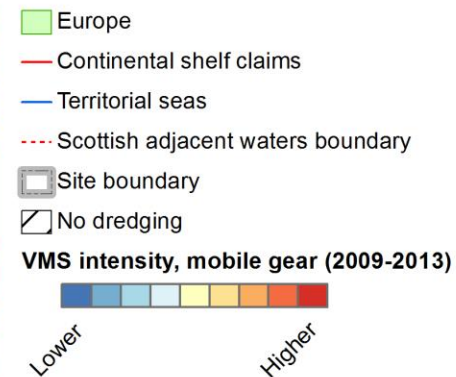 Europe
Continental shelf claims
Territorial seas
Scottish adjacent waters boundary
Site boundary
No dredging
VMS intensity, mobile gear (2009-2013)
Lower
Higher